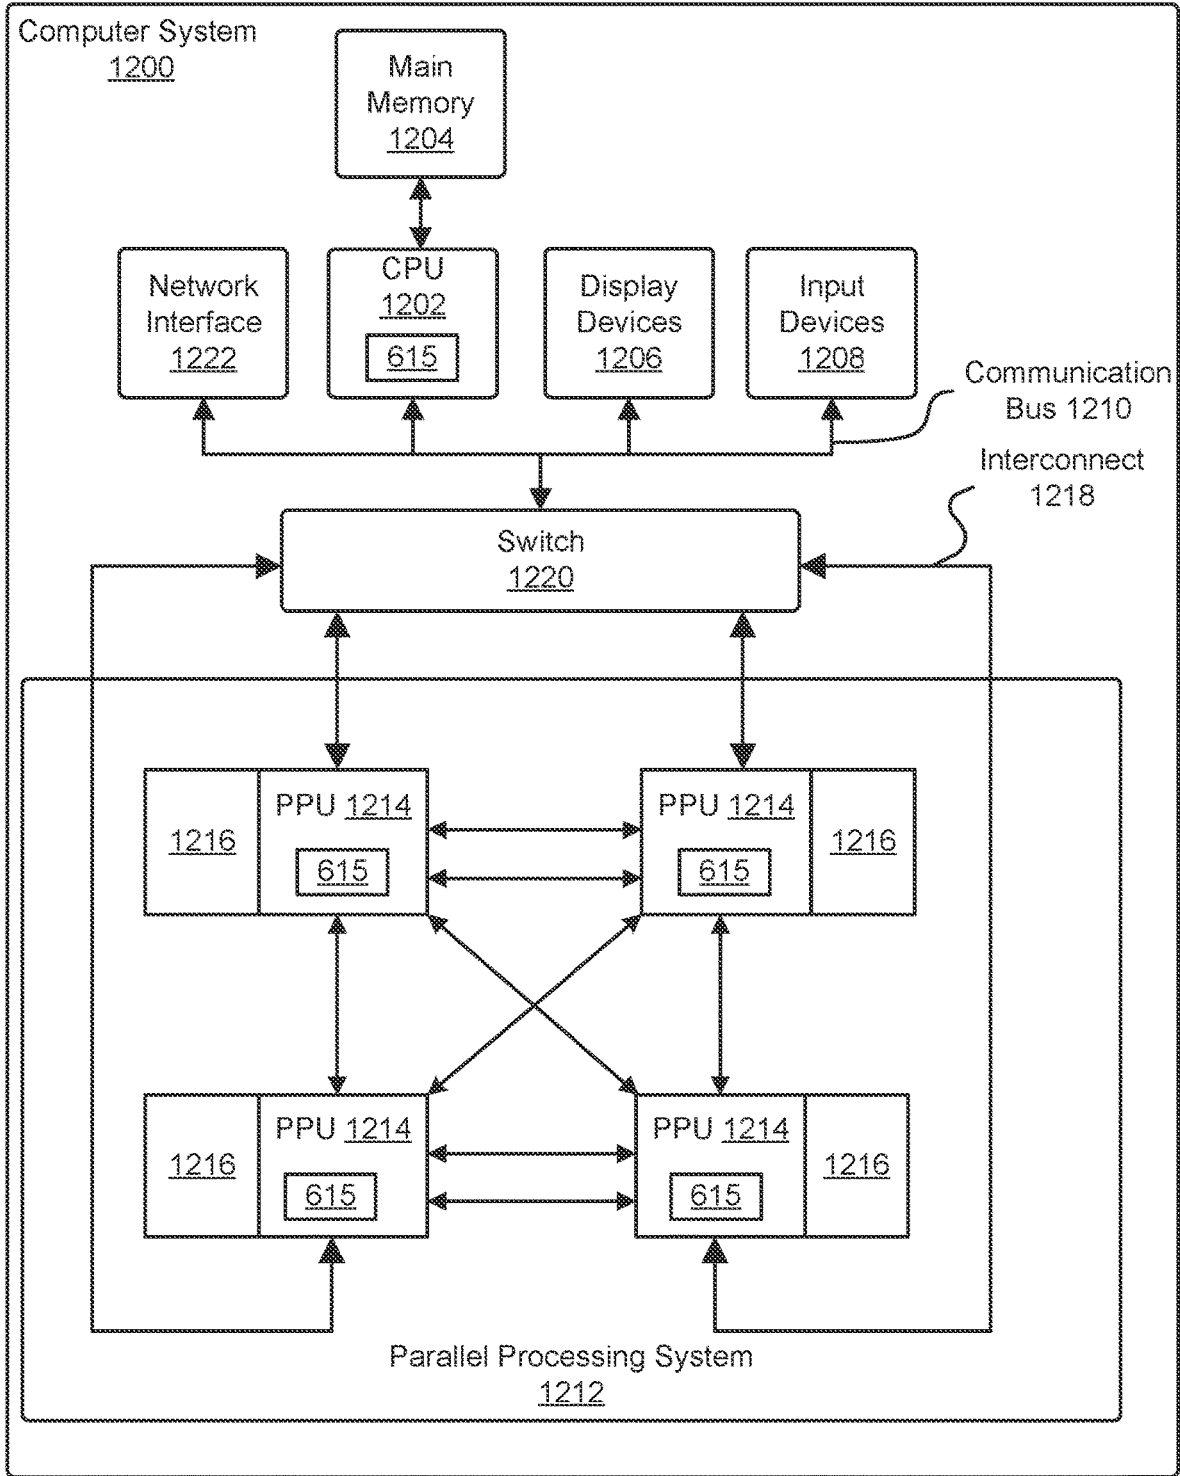 Computer System
1200
Main
Memory
1204
Network
Interface
1222
CPU
1202
615
Display
Devices
1206
Input
Devices
1208
Communication
Bus 1210
Interconnect
1218
Switch
1220
1216
PPU 1214
615
PPU 1214
615
1216
1216
PPU 1214
615
PPU 1214
615
1216
Parallel Processing System
1212